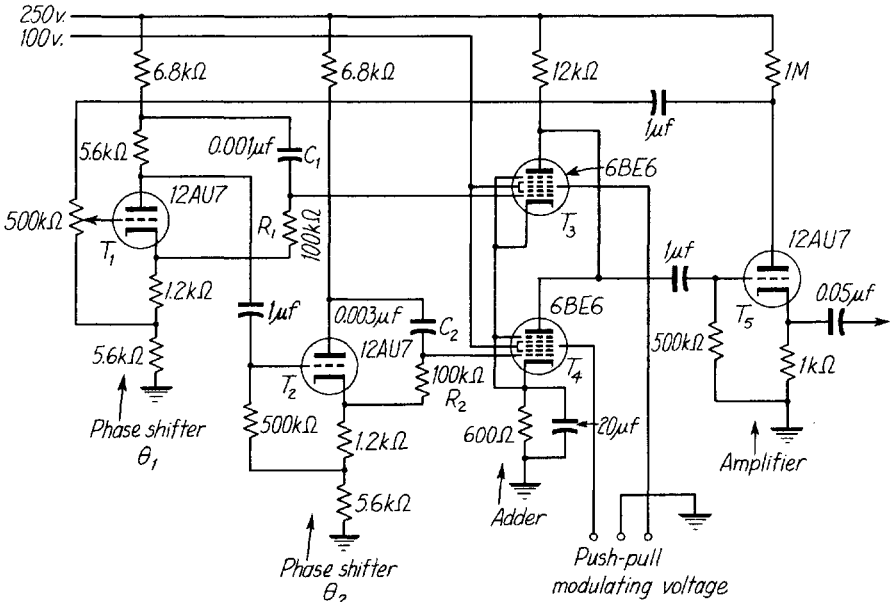 250v.
100v.
6.8kΩ
6.8kΩ
12kΩ
1M
1µf
5.6kΩ
0.001µf
C1
6BE6
12AU7
500kΩ
T1
R1
100kΩ
T3
12AU7
1.2kΩ
1µf
0.003µf
C2
6BE6
1µf
T5
0.05µf
5.6kΩ
12AU7
T2
100kΩ
R2
T4
500kΩ
1kΩ
Phase shifter
θ1
500kΩ
1.2kΩ
600Ω
20µf
Amplifier
5.6kΩ
Adder
Phase shifter
θ2
Push-pull
modulating voltage